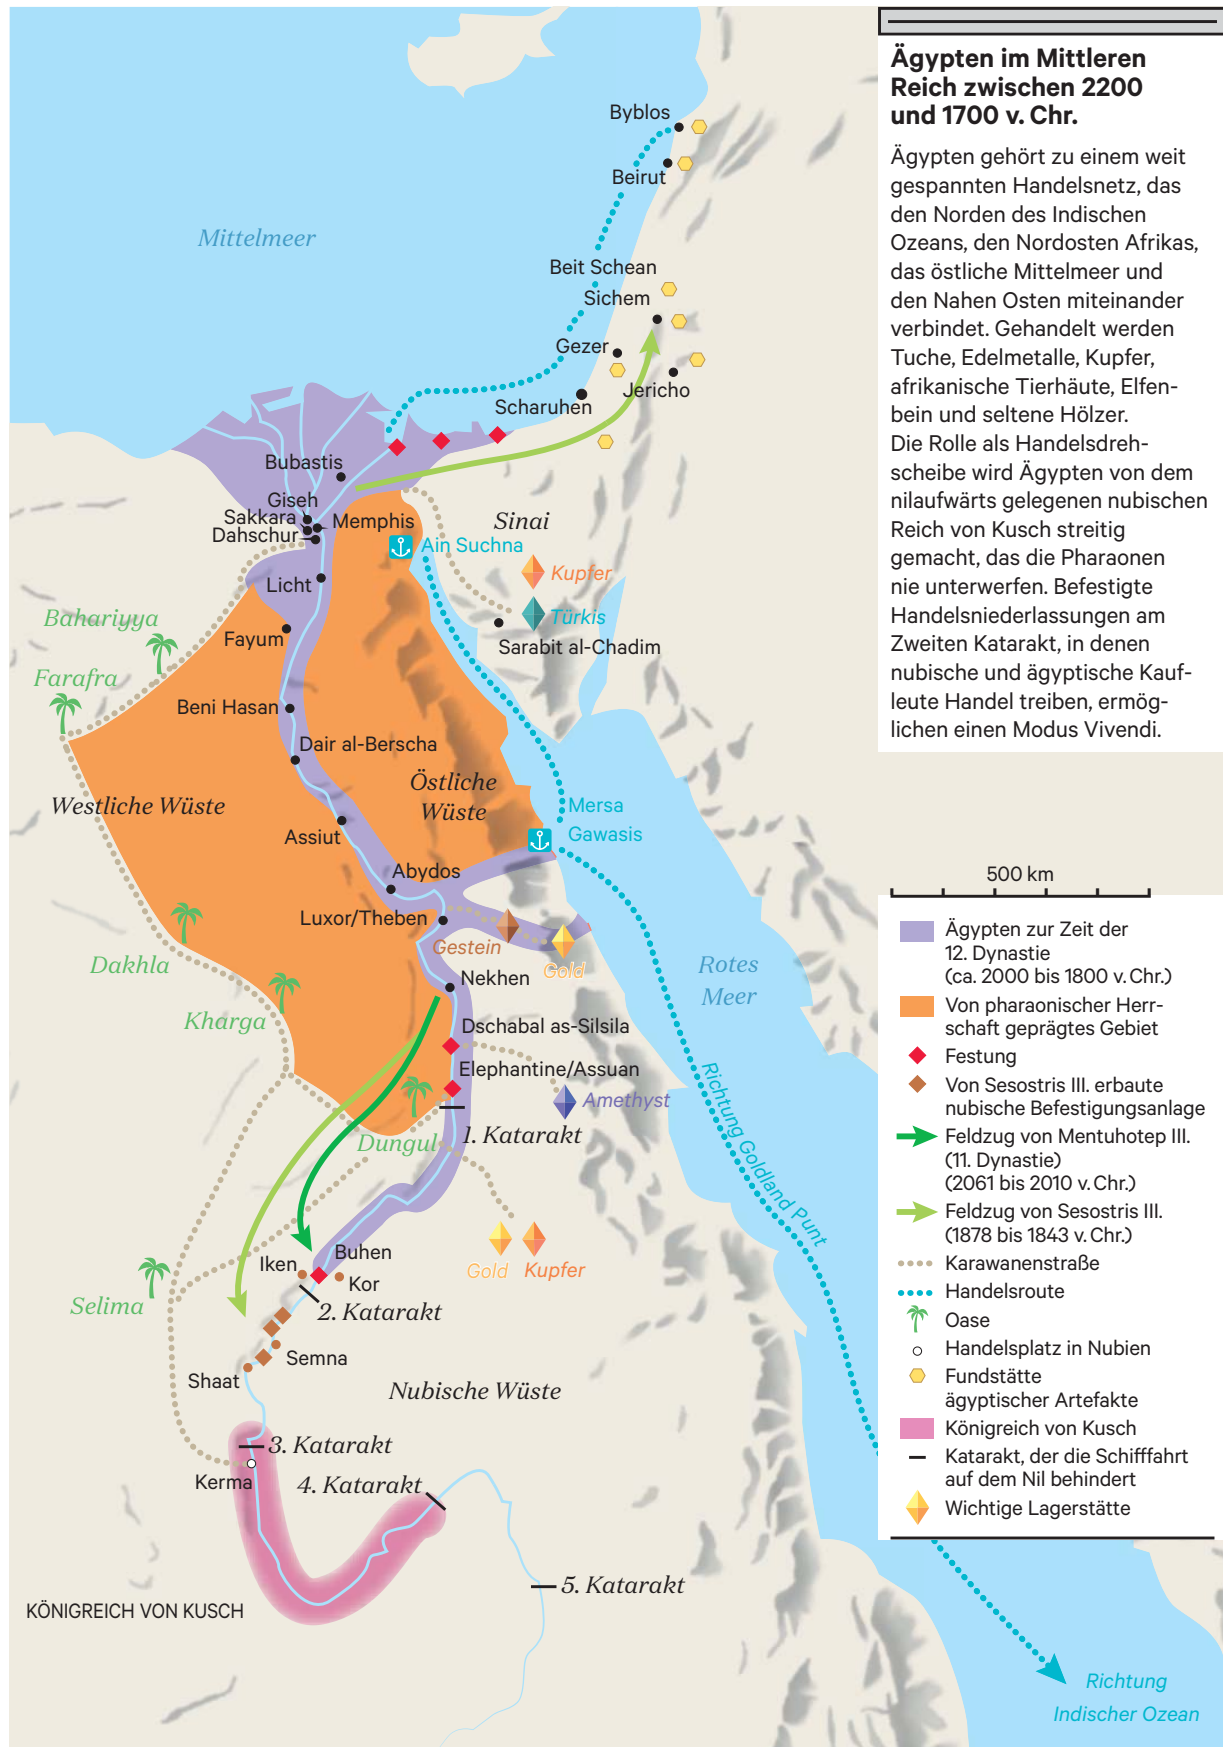 Ägypten im Mittleren
Reich zwischen 2200
und 1700 v. Chr.
Ägypten gehört zu einem weit
gespannten Handelsnetz, das
den Norden des Indischen
Ozeans, den Nordosten Afrikas,
das östliche Mittelmeer und
den Nahen Osten miteinander
verbindet. Gehandelt werden
Tuche, Edelmetalle, Kupfer,
afrikanische Tierhäute, Elfen-
bein und seltene Hölzer.
Die Rolle als Handelsdreh-
scheibe wird Ägypten von dem
nilaufwärts gelegenen nubischen
Reich von Kusch streitig
gemacht, das die Pharaonen
nie unterwerfen. Befestigte
Handelsniederlassungen am
Zweiten Katarakt, in denen
nubische und ägyptische Kauf-
leute Handel treiben, ermög-
lichen einen Modus Vivendi.
500 km
Ägypten zur Zeit der
12. Dynastie
(ca. 2000 bis 1800 v. Chr.)
Von pharaonischer Herr-
schaft geprägtes Gebiet
Festung
Von Sesostris III. erbaute
nubische Befestigungsanlage
Feldzug von Mentuhotep III.
(11. Dynastie)
(2061 bis 2010 v. Chr.)
Feldzug von Sesostris III.
(1878 bis 1843 v. Chr.)
Karawanenstraße
Handelsroute
Oase
Handelsplatz in Nubien
Fundstätte
ägyptischer Artefakte
Königreich von Kusch
Katarakt, der die Schifffahrt
auf dem Nil behindert
Wichtige Lagerstätte
Byblos
Beirut
Mittelmeer
Beit Schean
Sichem
Gezer
Jericho
Scharuhen
Bubastis
Giseh
Sakkara
Memphis
Dahschur
Sinai
Ain Suchna
Kupfer
Licht
Türkis
Bahariyya
Fayum
Sarabit al-Chadim
Farafra
Beni Hasan
Dair al-Berscha
Östliche
Wüste
Westliche Wüste
Mersa
Gawasis
Assiut
Abydos
Luxor/Theben
Gestein
Gold
Dakhla
Rotes
Meer
Nekhen
Kharga
Dschabal as-Silsila
Elephantine/Assuan
Amethyst
1. Katarakt
Dungul
Richtung Goldland Punt
Buhen
Iken
Kor
Gold
Kupfer
Selima
2. Katarakt
Semna
Shaat
Nubische Wüste
3. Katarakt
Kerma
4. Katarakt
5. Katarakt
KÖNIGREICH VON KUSCH
Richtung
Indischer Ozean